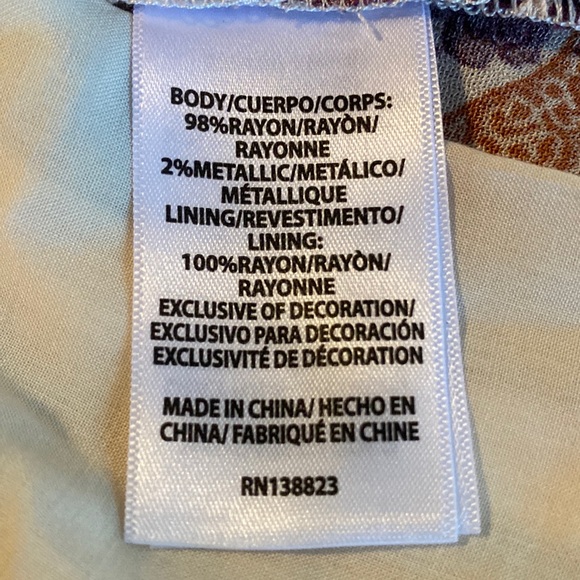 BODY/CUERPO/CORPS:
98%RAYON/RAYÒN/
RAYONNE
2%METALLIC/METÁLICO/
MÉTALLIQUE
LINING/REVESTIMENTO/
LINING:
100%RAYON/RAYÒN/
RAYONNE
EXCLUSIVE OF DECORATION/
EXCLUSIVO PARA DECORACIÓN
EXCLUSIVITÉ DE DÉCORATION
MADE IN CHINA/ HECHO EN
CHINA/ FABRIQUÉ EN CHINE
RN138823